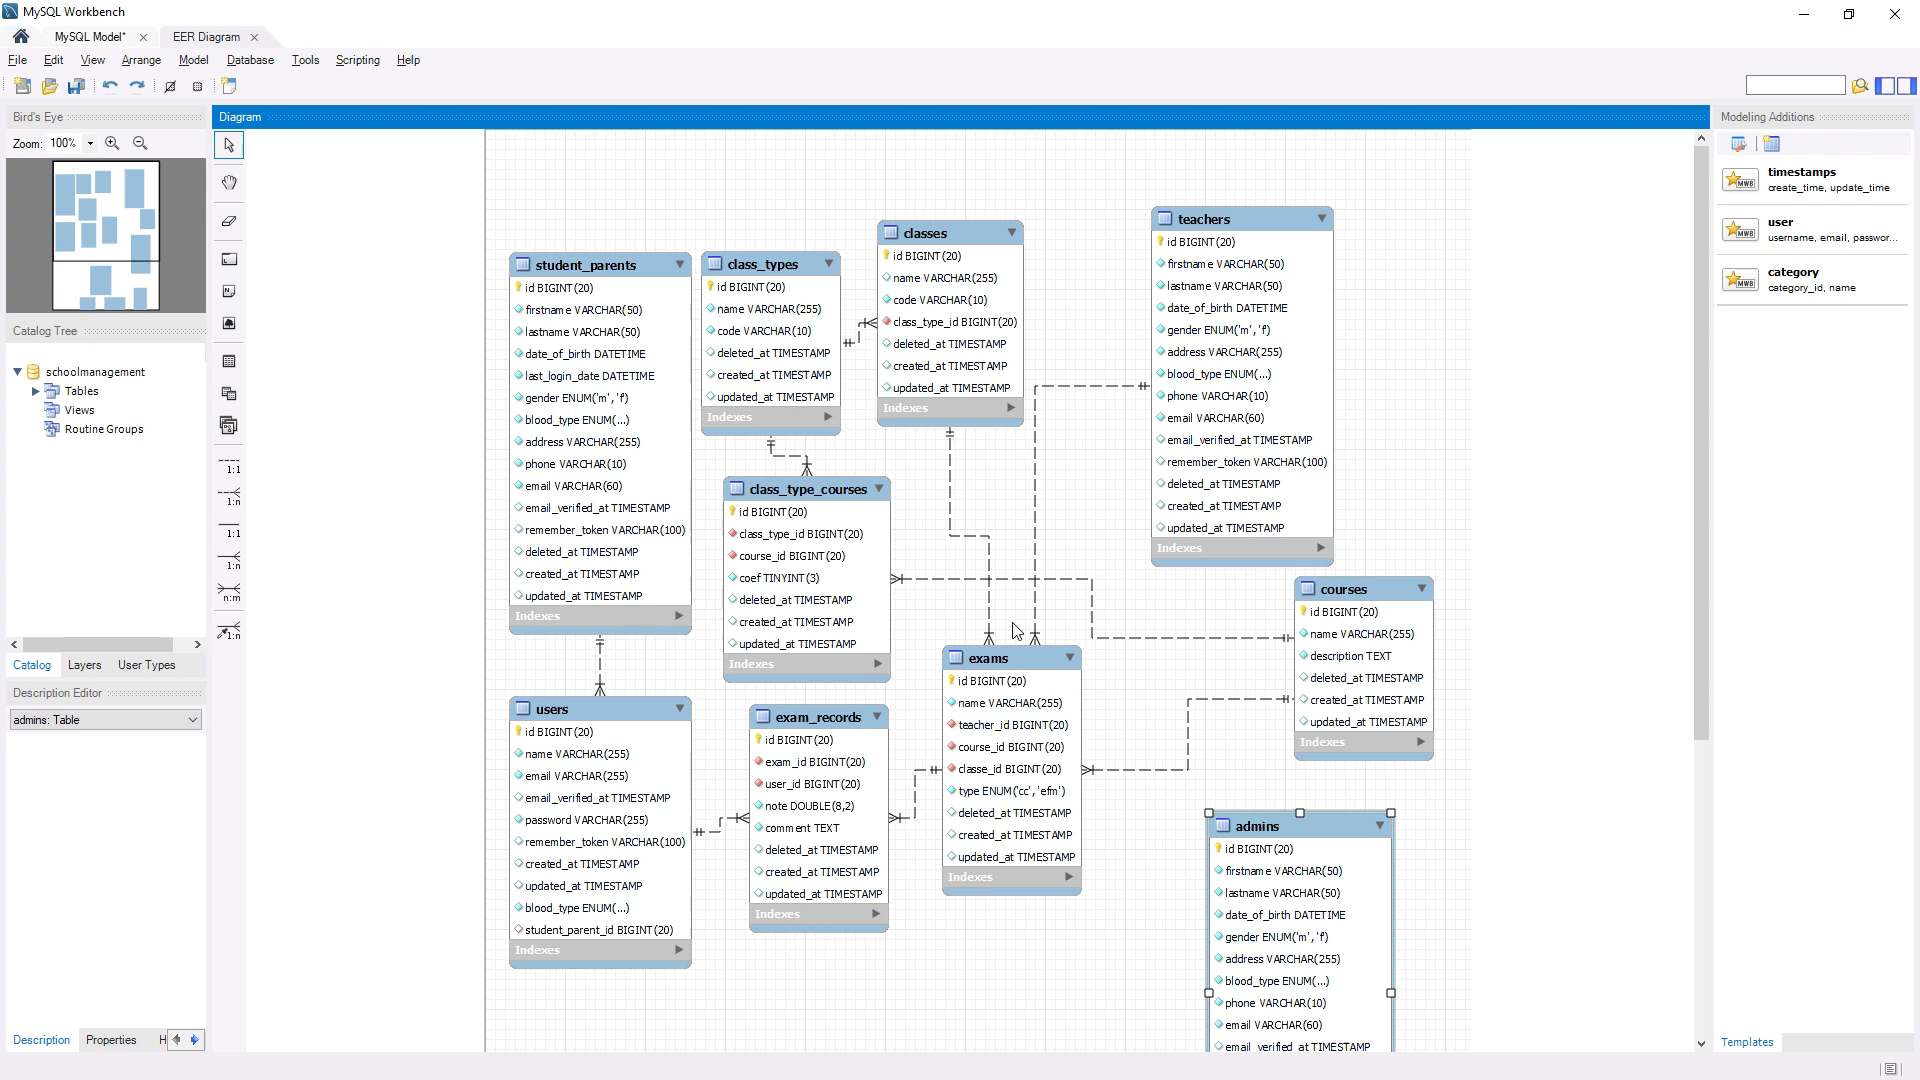 MySQL Workbench
MySQL Model*
EER Diagram
File Edit View Arrange Model Database Tools Scripting Help
Bird's Eye
Zoom: 100%
Catalog Tree
schoolmanagement
Tables
Views
Routine Groups
Catalog Layers User Types
Description Editor
admins: Table
Description Properties H
Diagram
1:1
1:n
1:1
1:n
n:m
1:n
student_parents
id BIGINT(20)
firstname VARCHAR(50)
lastname VARCHAR(50)
date_of_birth DATETIME
last_login_date DATETIME
gender ENUM('m','f')
blood_type ENUM(...)
address VARCHAR(255)
phone VARCHAR(10)
email VARCHAR(60)
email_verified_at TIMESTAMP
remember_token VARCHAR(100)
deleted_at TIMESTAMP
created_at TIMESTAMP
updated_at TIMESTAMP
Indexes
class_types
id BIGINT(20)
name VARCHAR(255)
code VARCHAR(10)
deleted_at TIMESTAMP
created_at TIMESTAMP
updated_at TIMESTAMP
Indexes
classes
id BIGINT(20)
name VARCHAR(255)
code VARCHAR(10)
class_type_id BIGINT(20)
deleted_at TIMESTAMP
created_at TIMESTAMP
updated_at TIMESTAMP
Indexes
teachers
id BIGINT(20)
firstname VARCHAR(50)
lastname VARCHAR(50)
date_of_birth DATETIME
gender ENUM('m','f')
address VARCHAR(255)
blood_type ENUM(...)
phone VARCHAR(10)
email VARCHAR(60)
email_verified_at TIMESTAMP
remember_token VARCHAR(100)
deleted_at TIMESTAMP
created_at TIMESTAMP
updated_at TIMESTAMP
Indexes
class_type_courses
id BIGINT(20)
class_type_id BIGINT(20)
course_id BIGINT(20)
coef TINYINT(3)
deleted_at TIMESTAMP
created_at TIMESTAMP
updated_at TIMESTAMP
Indexes
courses
id BIGINT(20)
name VARCHAR(255)
description TEXT
deleted_at TIMESTAMP
created_at TIMESTAMP
updated_at TIMESTAMP
Indexes
users
id BIGINT(20)
name VARCHAR(255)
email VARCHAR(255)
email_verified_at TIMESTAMP
password VARCHAR(255)
remember_token VARCHAR(100)
created_at TIMESTAMP
updated_at TIMESTAMP
blood_type ENUM(...)
student_parent_id BIGINT(20)
Indexes
exam_records
id BIGINT(20)
exam_id BIGINT(20)
user_id BIGINT(20)
note DOUBLE(8,2)
comment TEXT
deleted_at TIMESTAMP
created_at TIMESTAMP
updated_at TIMESTAMP
Indexes
exams
id BIGINT(20)
name VARCHAR(255)
teacher_id BIGINT(20)
course_id BIGINT(20)
classe_id BIGINT(20)
type ENUM('cc','efm')
deleted_at TIMESTAMP
created_at TIMESTAMP
updated_at TIMESTAMP
Indexes
admins
id BIGINT(20)
firstname VARCHAR(50)
lastname VARCHAR(50)
date_of_birth DATETIME
gender ENUM('m','f')
address VARCHAR(255)
blood_type ENUM(...)
phone VARCHAR(10)
email VARCHAR(60)
email_verified_at TIMESTAMP
Modeling Additions
MWB
timestamps
create_time, update_time
MWB
user
username, email, passwor...
MWB
category
category_id, name
Templates